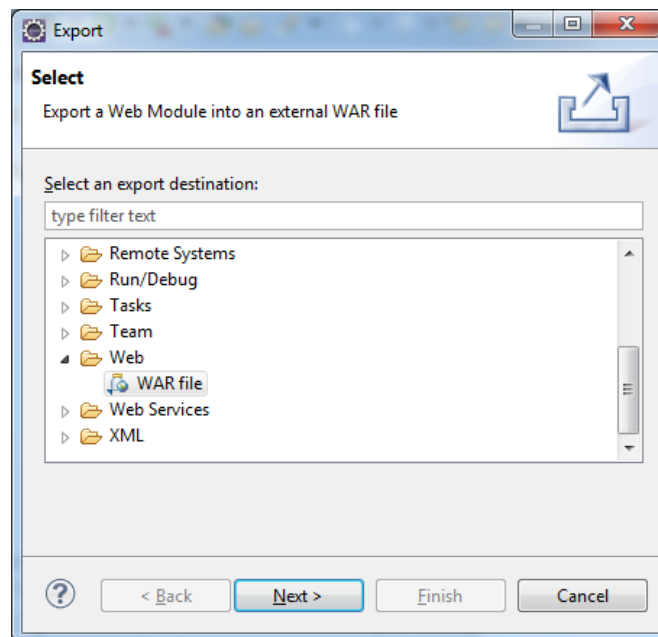 Export
Select
Export a Web Module into an external WAR file
Select an export destination:
type filter text
Remote Systems
Run/Debug
Tasks
Team
Web
WAR file
Web Services
XML
? < Back Next > Finish Cancel